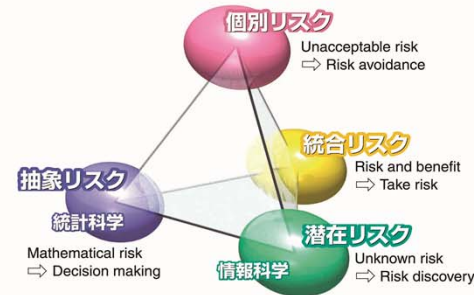 個別リスク
Unacceptable risk
⇨ Risk avoidance
統合リスク
Risk and benefit
⇨ Take risk
抽象リスク
統計科学
Mathematical risk
⇨ Decision making
潜在リスク
情報科学
Unknown risk
⇨ Risk discovery